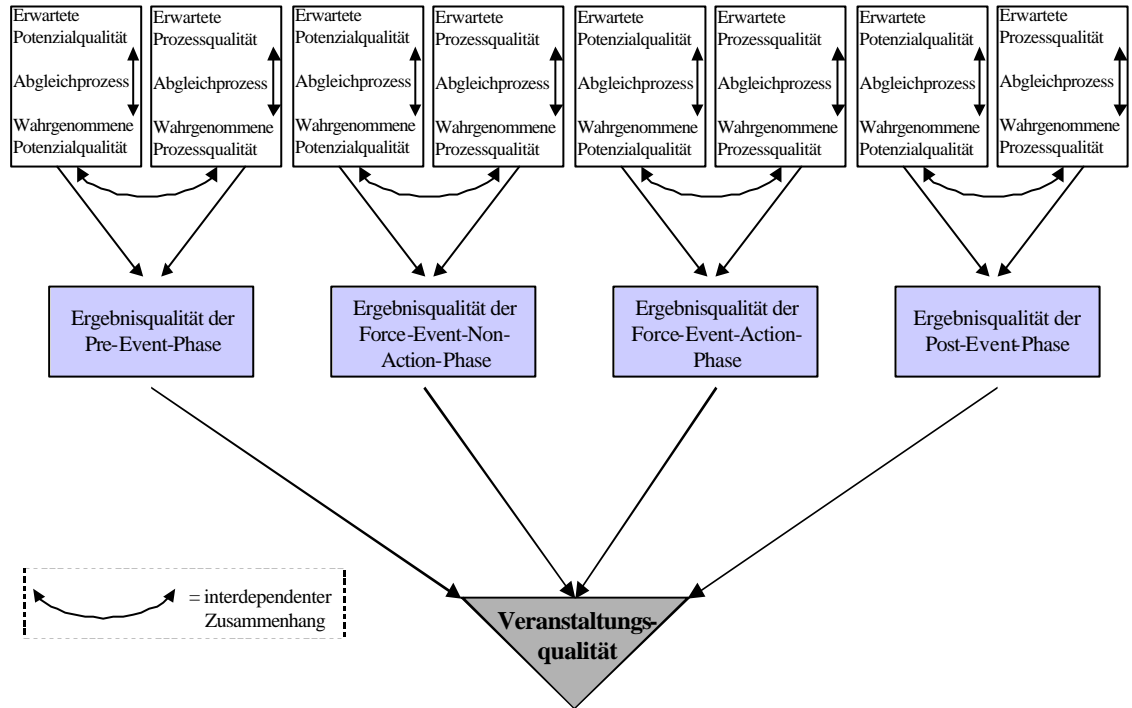 Erwartete
Potenzialqualität
Abgleichprozess
Wahrgenommene
Potenzialqualität
Erwartete
Prozessqualität
Abgleichprozess
Wahrgenommene
Prozessqualität
Erwartete
Potenzialqualität
Abgleichprozess
Wahrgenommene
Potenzialqualität
Erwartete
Prozessqualität
Abgleichprozess
Wahrgenommene
Prozessqualität
Erwartete
Potenzialqualität
Abgleichprozess
Wahrgenommene
Potenzialqualität
Erwartete
Prozessqualität
Abgleichprozess
Wahrgenommene
Prozessqualität
Erwartete
Potenzialqualität
Abgleichprozess
Wahrgenommene
Potenzialqualität
Erwartete
Prozessqualität
Abgleichprozess
Wahrgenommene
Prozessqualität
Ergebnisqualität der
Pre-Event-Phase
Ergebnisqualität der
Force-Event-Non-
Action-Phase
Ergebnisqualität der
Force-Event-Action-
Phase
Ergebnisqualität der
Post-Event-Phase
= interdependenter
Zusammenhang
Veranstaltungs-
qualität